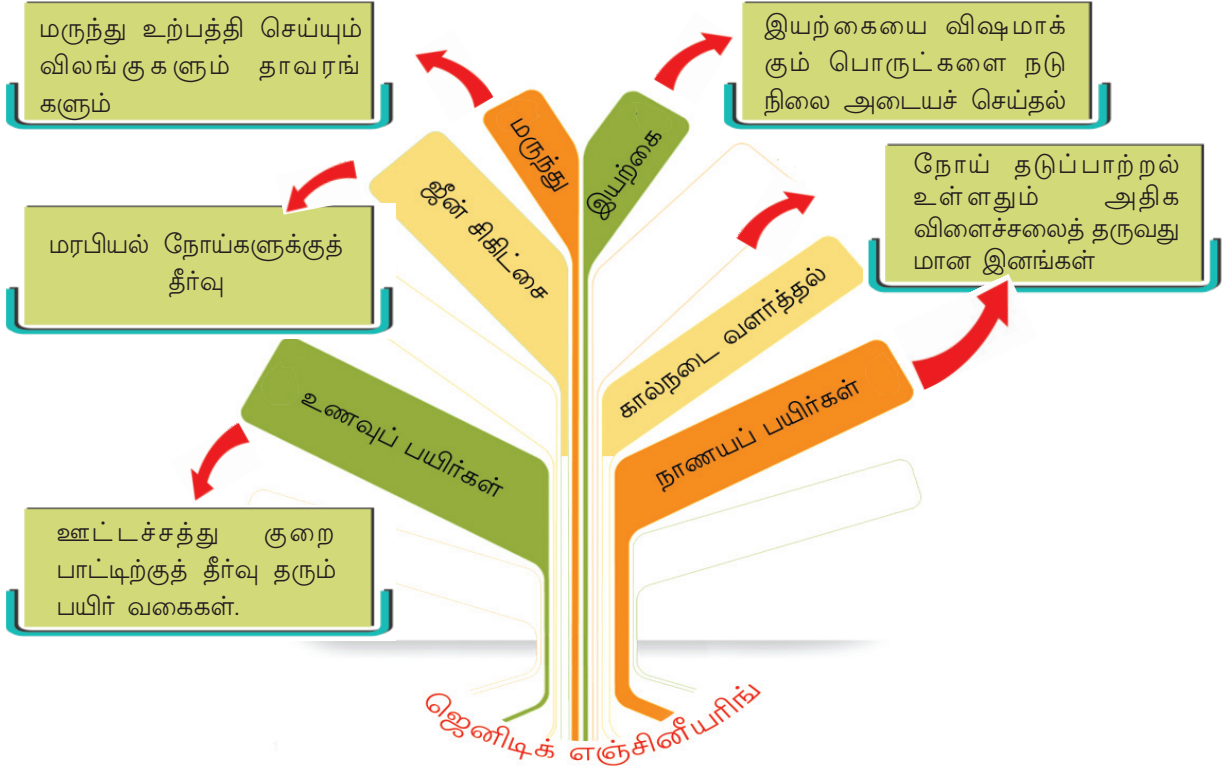 மருந்து உற்பத்தி செய்யும்
விலங்குகளும் தாவரங்
களும்
இயற்கையை விஷமாக்
கும் பொருட்களை நடு
நிலை அடையச் செய்தல்
நோய் தடுப்பாற்றல்
உள்ளதும் அதிக
விளைச்சலைத் தருவது
மான இனங்கள்
மரபியல் நோய்களுக்குத்
தீர்வு
ஊட்டச்சத்து குறை
பாட்டிற்குத் தீர்வு தரும்
பயிர் வகைகள்.
மருந்து
இயற்கை
ஜீன் சிகிட்சை
கால்நடை வளர்த்தல்
உணவுப் பயிர்கள்
நாணயப் பயிர்கள்
ஜெனிடிக் எஞ்சினீயரிங்